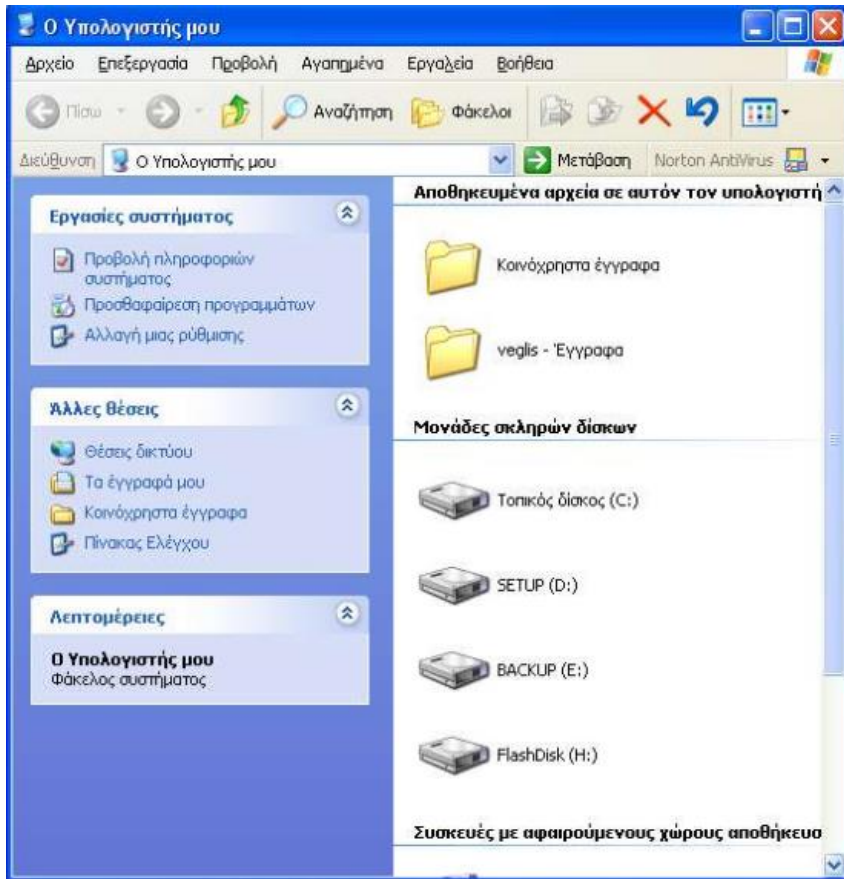 Ο Υπολογιστής μου
Αρχείο Επεξεργασία Προβολή Αγαπημένα Εργαλεία Βοήθεια
Πίσω Αναζήτηση Φάκελοι
Διεύθυνση Ο Υπολογιστής μου Μετάβαση Norton AntiVirus
Εργασίες συστήματος
Προβολή πληροφοριών
συστήματος
Προσθαφαίρεση προγραμμάτων
Αλλαγή μιας ρύθμισης
Άλλες θέσεις
Θέσεις δικτύου
Τα έγγραφά μου
Κοινόχρηστα έγγραφα
Πίνακας Ελέγχου
Λεπτομέρειες
Ο Υπολογιστής μου
Φάκελος συστήματος
Αποθηκευμένα αρχεία σε αυτόν τον υπολογιστή
Κοινόχρηστα έγγραφα
veglis - Έγγραφα
Μονάδες σκληρών δίσκων
Τοπικός δίσκος (C:)
SETUP (D:)
BACKUP (E:)
FlashDisk (H:)
Συσκευές με αφαιρούμενους χώρους αποθήκευσ